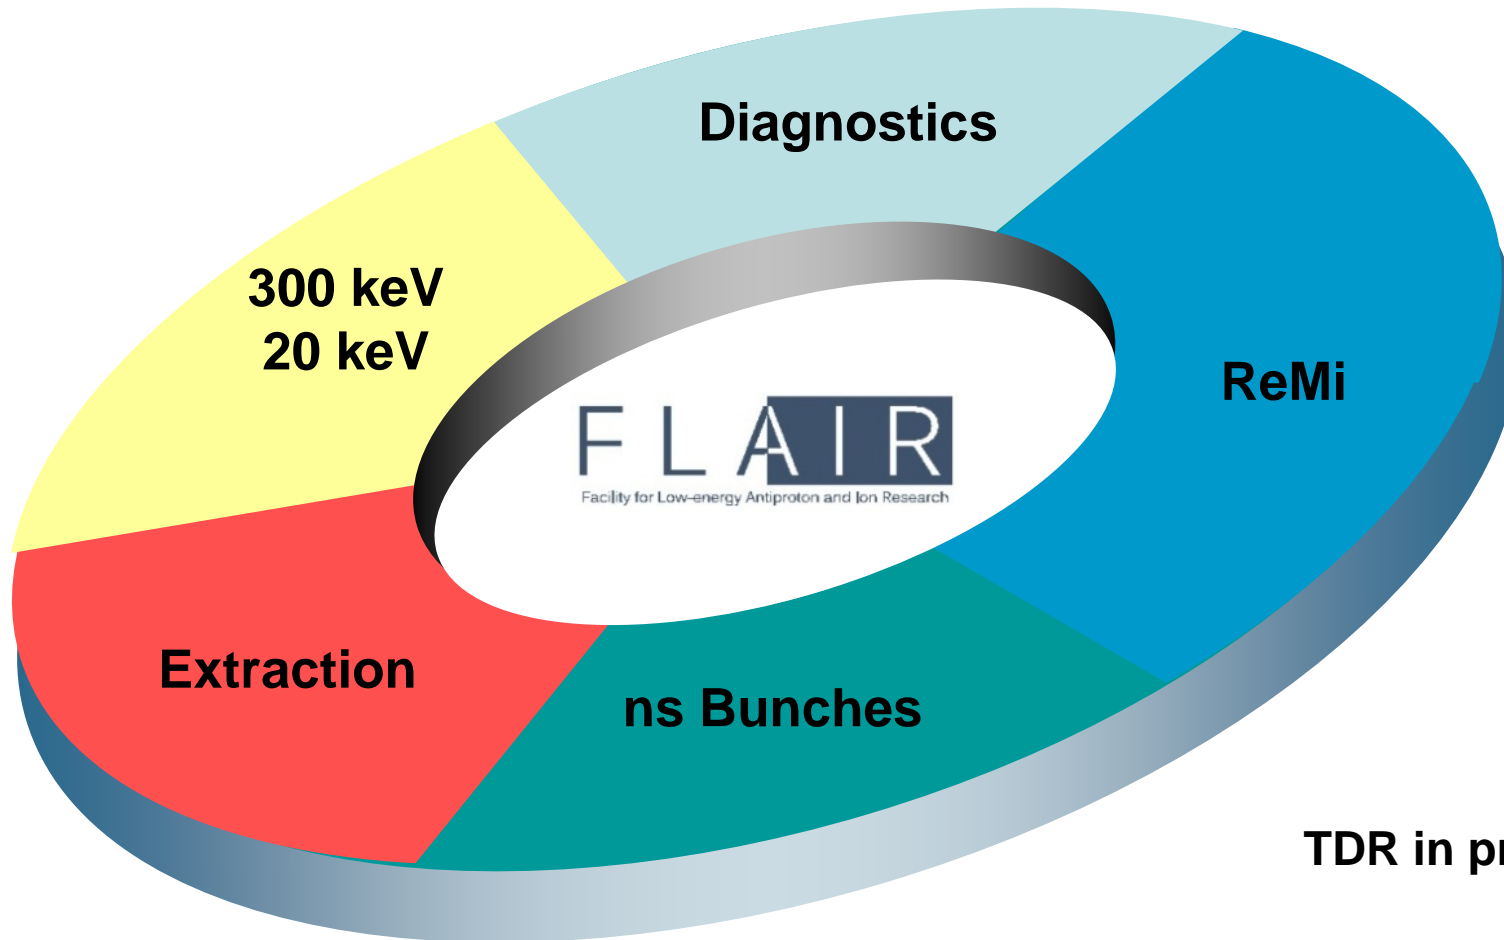 Diagnostics
300 keV
20 keV
ReMi
FLAIR
Facility for Low-energy Antiproton and Ion Research
Extraction
ns Bunches
TDR in